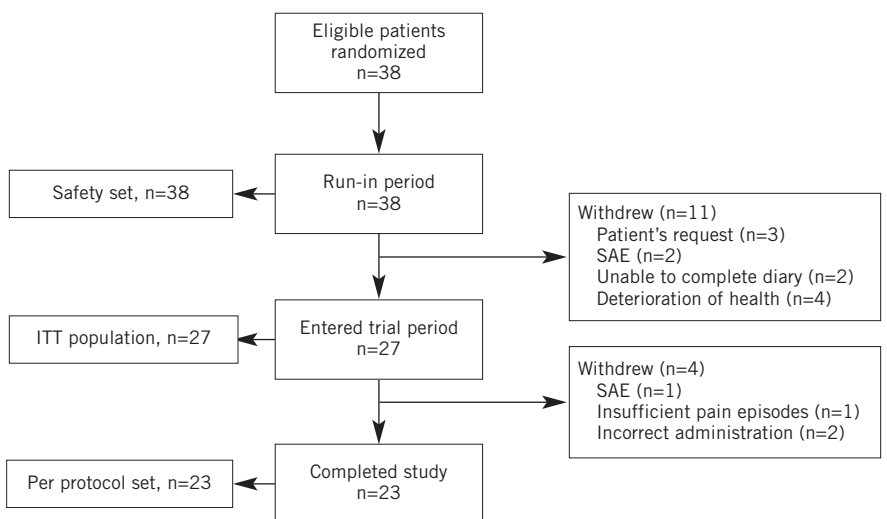 Eligible patients
randomized
n=38
Safety set, n=38
Run-in period
n=38
Withdrew (n=11)
Patient's request (n=3)
SAE (n=2)
Unable to complete diary (n=2)
Deterioration of health (n=4)
ITT population, n=27
Entered trial period
n=27
Withdrew (n=4)
SAE (n=1)
Insufficient pain episodes (n=1)
Incorrect administration (n=2)
Per protocol set, n=23
Completed study
n=23